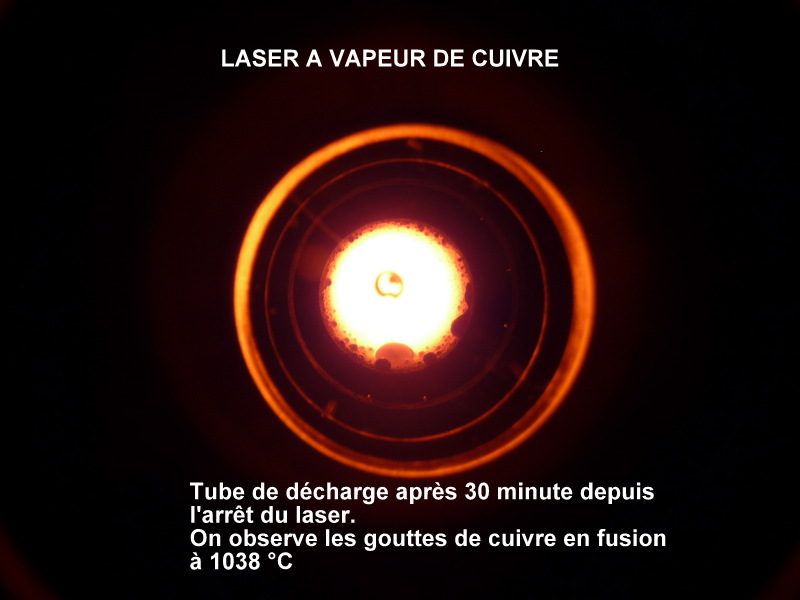 LASER A VAPEUR DE CUIVRE
Tube de décharge après 30 minute depuis
l'arrêt du laser.
On observe les gouttes de cuivre en fusion
à 1038 °C